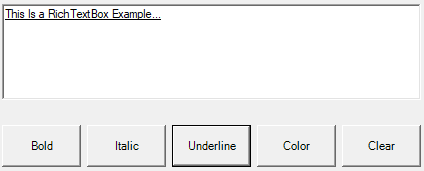 This Is a RichTextBox Example...
Bold Italic Underline Color Clear